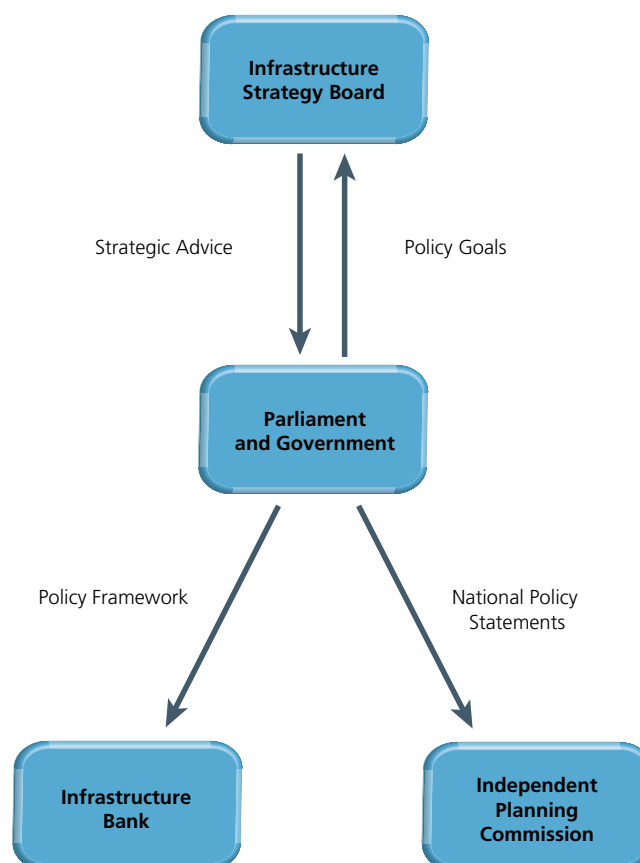 Infrastructure
Strategy Board
Strategic Advice
Policy Goals
Parliament
and Government
Policy Framework
National Policy
Statements
Infrastructure
Bank
Independent
Planning
Commission